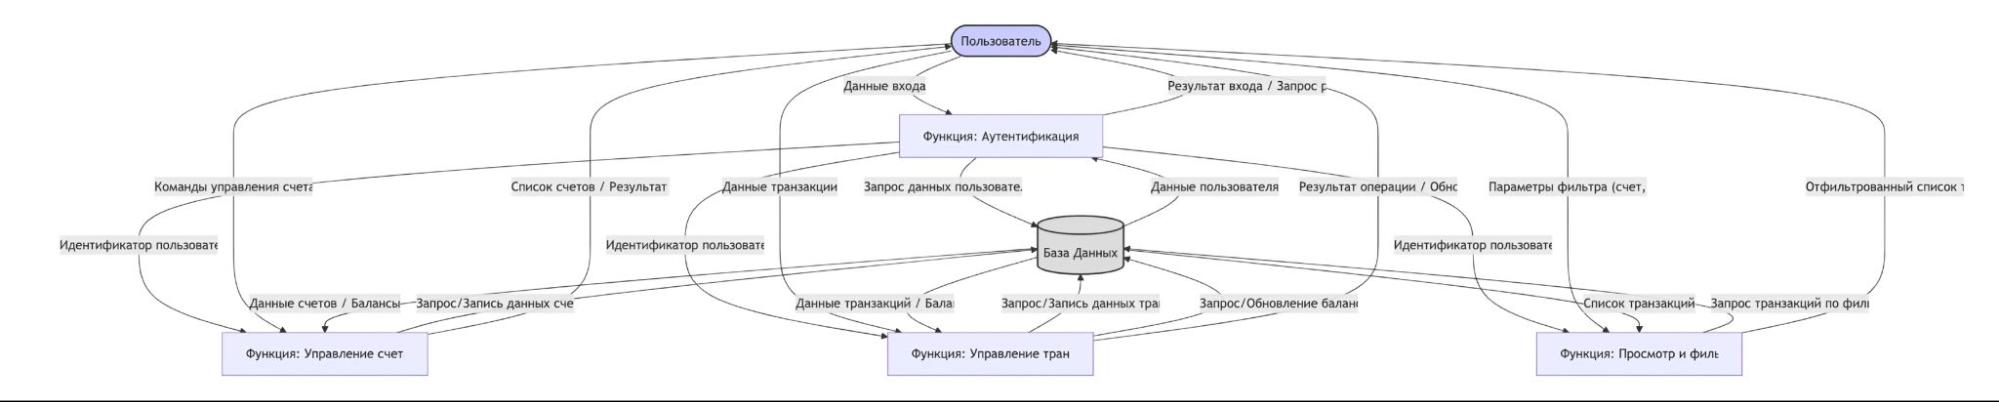 Пользователь
Данные входа
Результат входа / Запрос р
Функция: Аутентификация
Команды управления счета
Список счетов / Результат
Данные транзакции
Запрос данных пользовате.
Данные пользователя
Результат операции / Обно
Параметры фильтра (счет,
Отфильтрованный список т
Идентификатор пользовате
Идентификатор пользовате
База Данных
Идентификатор пользовате
Данные счетов / Балансы
Запрос/Запись данных сче
Данные транзакций / Бала
Запрос/Запись данных тра
Запрос/Обновление баланс
Список транзакций
Запрос транзакций по фил
Функция: Управление счет
Функция: Управление тран
Функция: Просмотр и филь